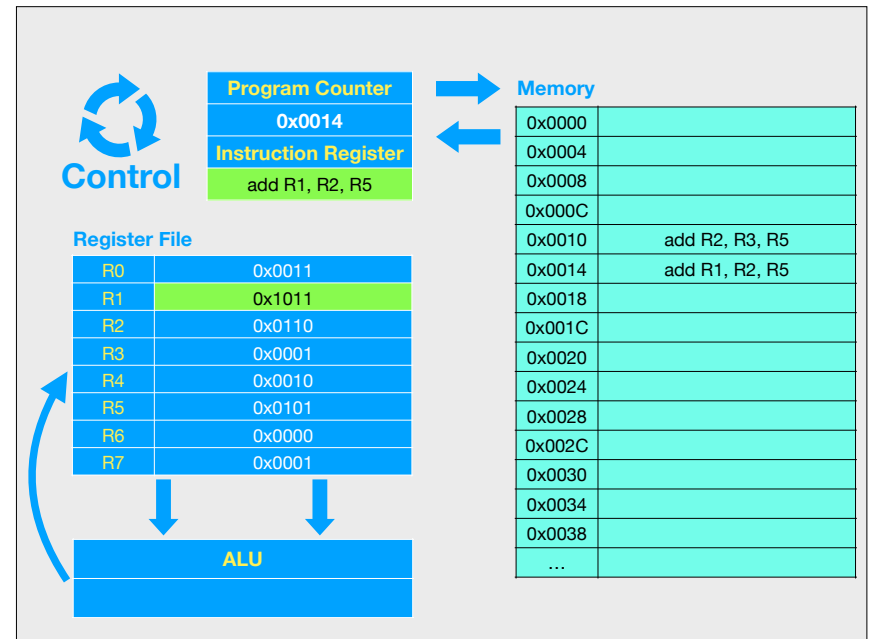 Program Counter
0x0014
Instruction Register
add R1, R2, R5
Control
Register File
R0 0x0011
R1 0x1011
R2 0x0110
R3 0x0001
R4 0x0010
R5 0x0101
R6 0x0000
R7 0x0001
ALU
Memory
0x0000
0x0004
0x0008
0x000C
0x0010 add R2, R3, R5
0x0014 add R1, R2, R5
0x0018
0x001C
0x0020
0x0024
0x0028
0x002C
0x0030
0x0034
0x0038
…